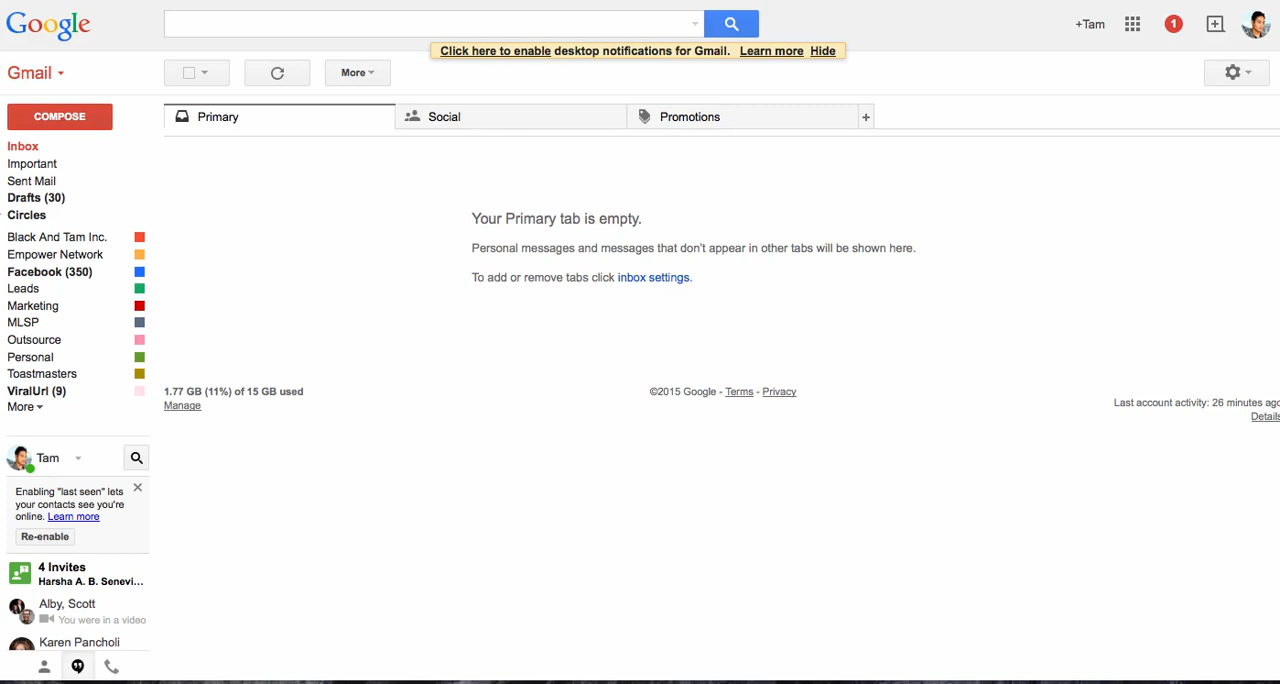 Google
+Tam
1
Click here to enable desktop notifications for Gmail. Learn more Hide
Gmail
More
COMPOSE
Primary
Social
Promotions
+
Inbox
Important
Sent Mail
Drafts (30)
Circles
Black And Tam Inc.
Empower Network
Facebook (350)
Leads
Marketing
MLSP
Outsource
Personal
Toastmasters
ViralUrl (9)
More
Your Primary tab is empty.
Personal messages and messages that don't appear in other tabs will be shown here.
To add or remove tabs click inbox settings.
1.77 GB (11%) of 15 GB used
Manage
©2015 Google - Terms - Privacy
Last account activity: 26 minutes ago
Details
Tam
Enabling "last seen" lets
your contacts see you're
online. Learn more
Re-enable
4 Invites
Harsha A. B. Senevi...
Alby, Scott
You were in a video
Karen Pancholi